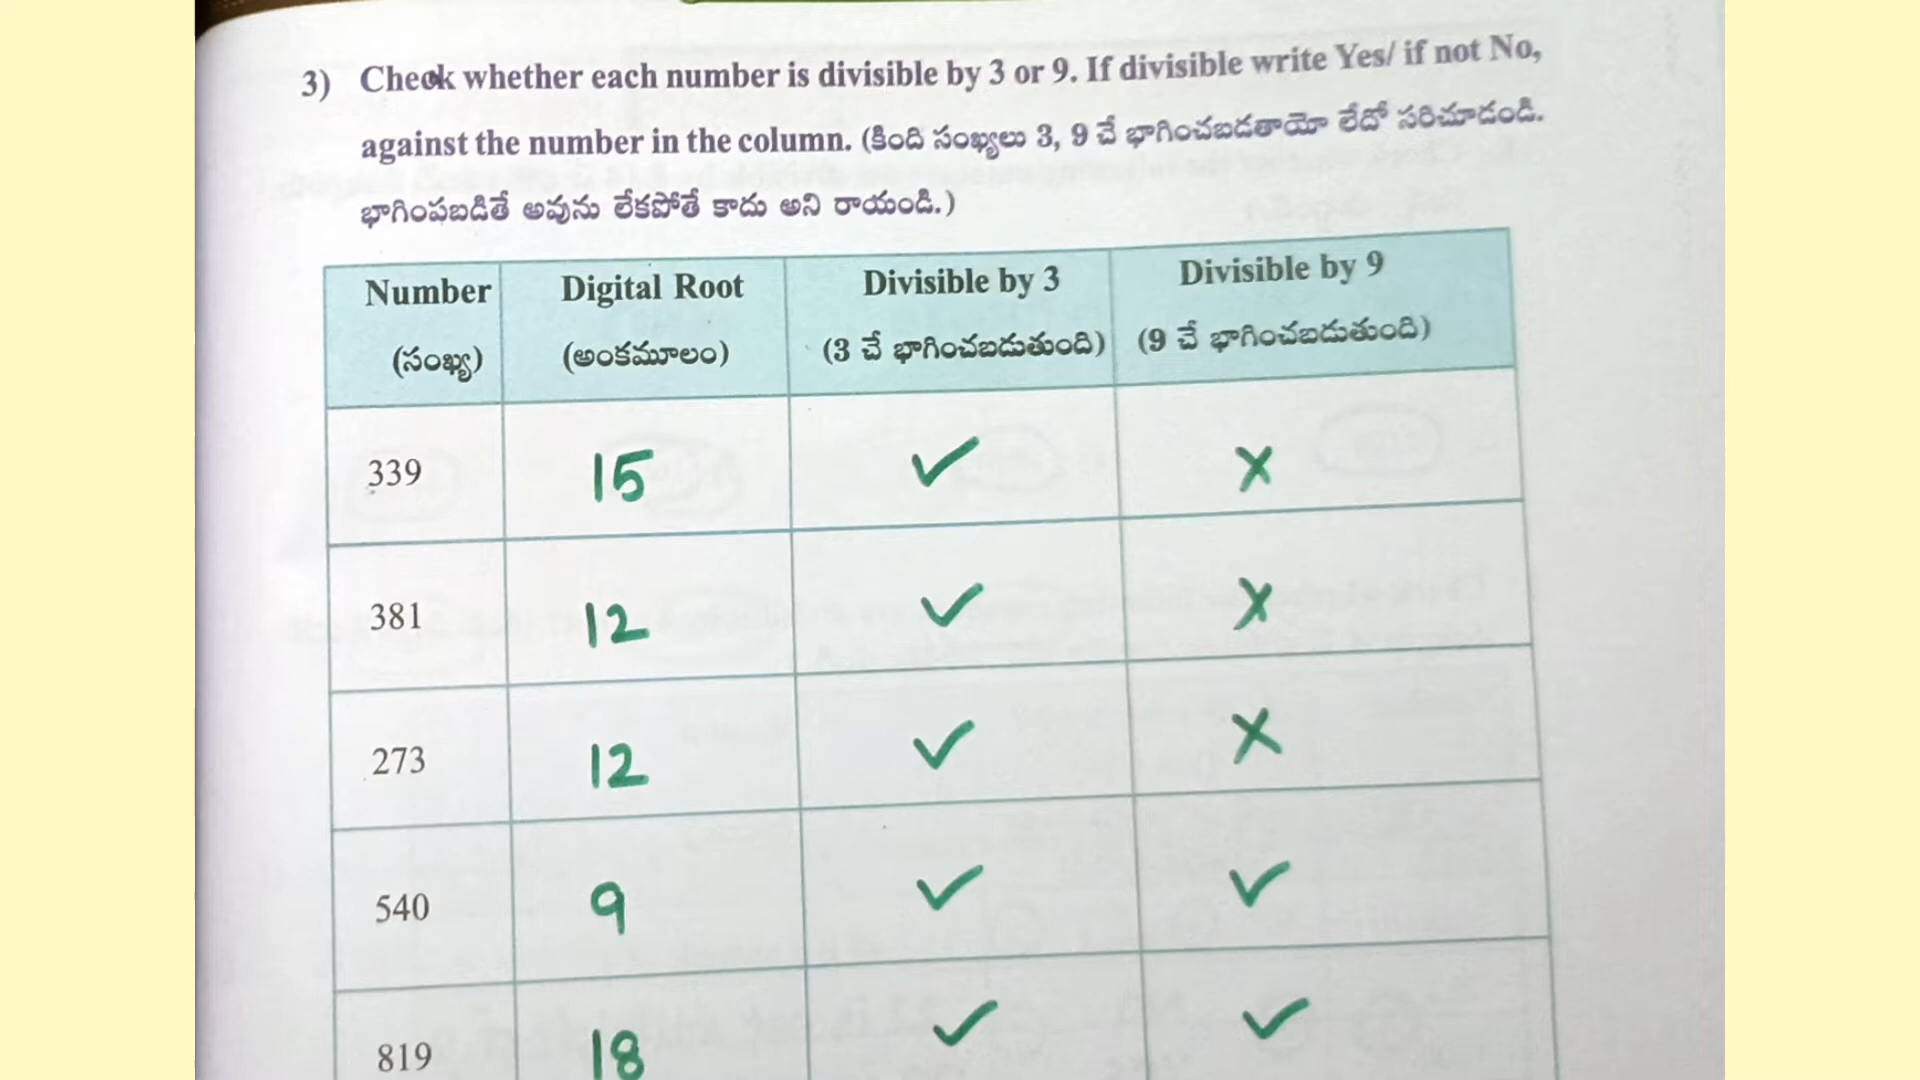 3) Check whether each number is divisible by 3 or 9. If divisible write Yes/ if not No,
against the number in the column. (కింది సంఖ్యలు 3, 9 చే భాగించబడతాయో లేదో సరిచూడండి.
భాగింపబడితే అవును లేకపోతే కాదు అని రాయండి.)
Number Digital Root Divisible by 3 Divisible by 9
(సంఖ్య) (అంకమూలం) (3 చే భాగించబడుతుంది) (9 చే భాగించబడుతుంది)
339 15 ✓ ✗
381 12 ✓ ✗
273 12 ✓ ✗
540 9 ✓ ✓
819 18 ✓ ✓